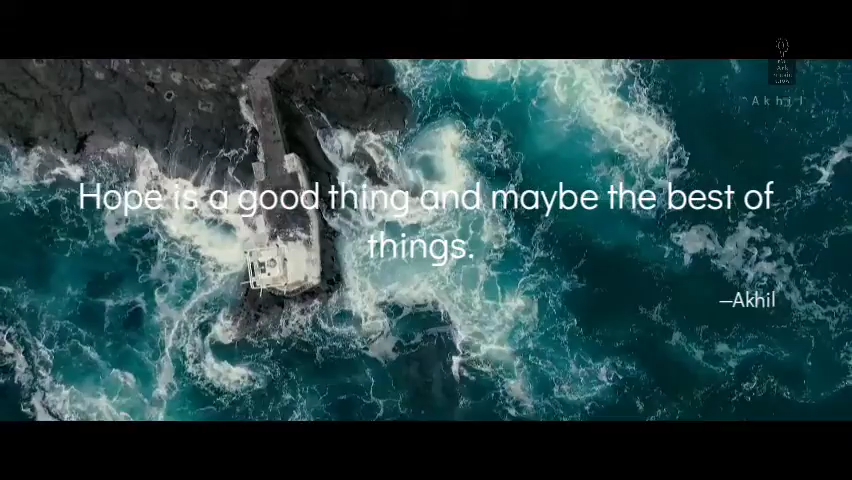 Akhil
Hope is a good thing and maybe the best of
things.
—Akhil